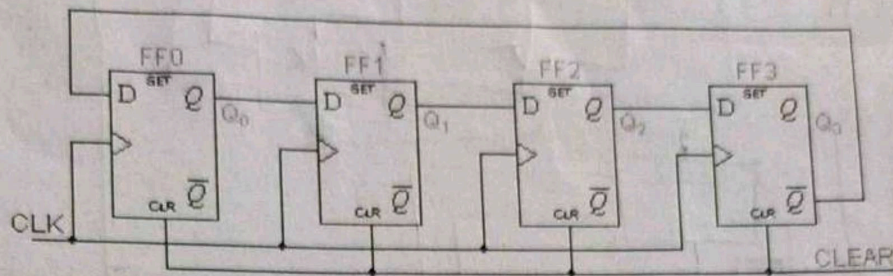 FF0 FF1 FF2 FF3
SET SET SET SET
D Q Q0 D Q Q1 D Q Q2 D Q Q3
Q̅ Q̅ Q̅ Q̅
CLR CLR CLR CLR
CLK
CLEAR